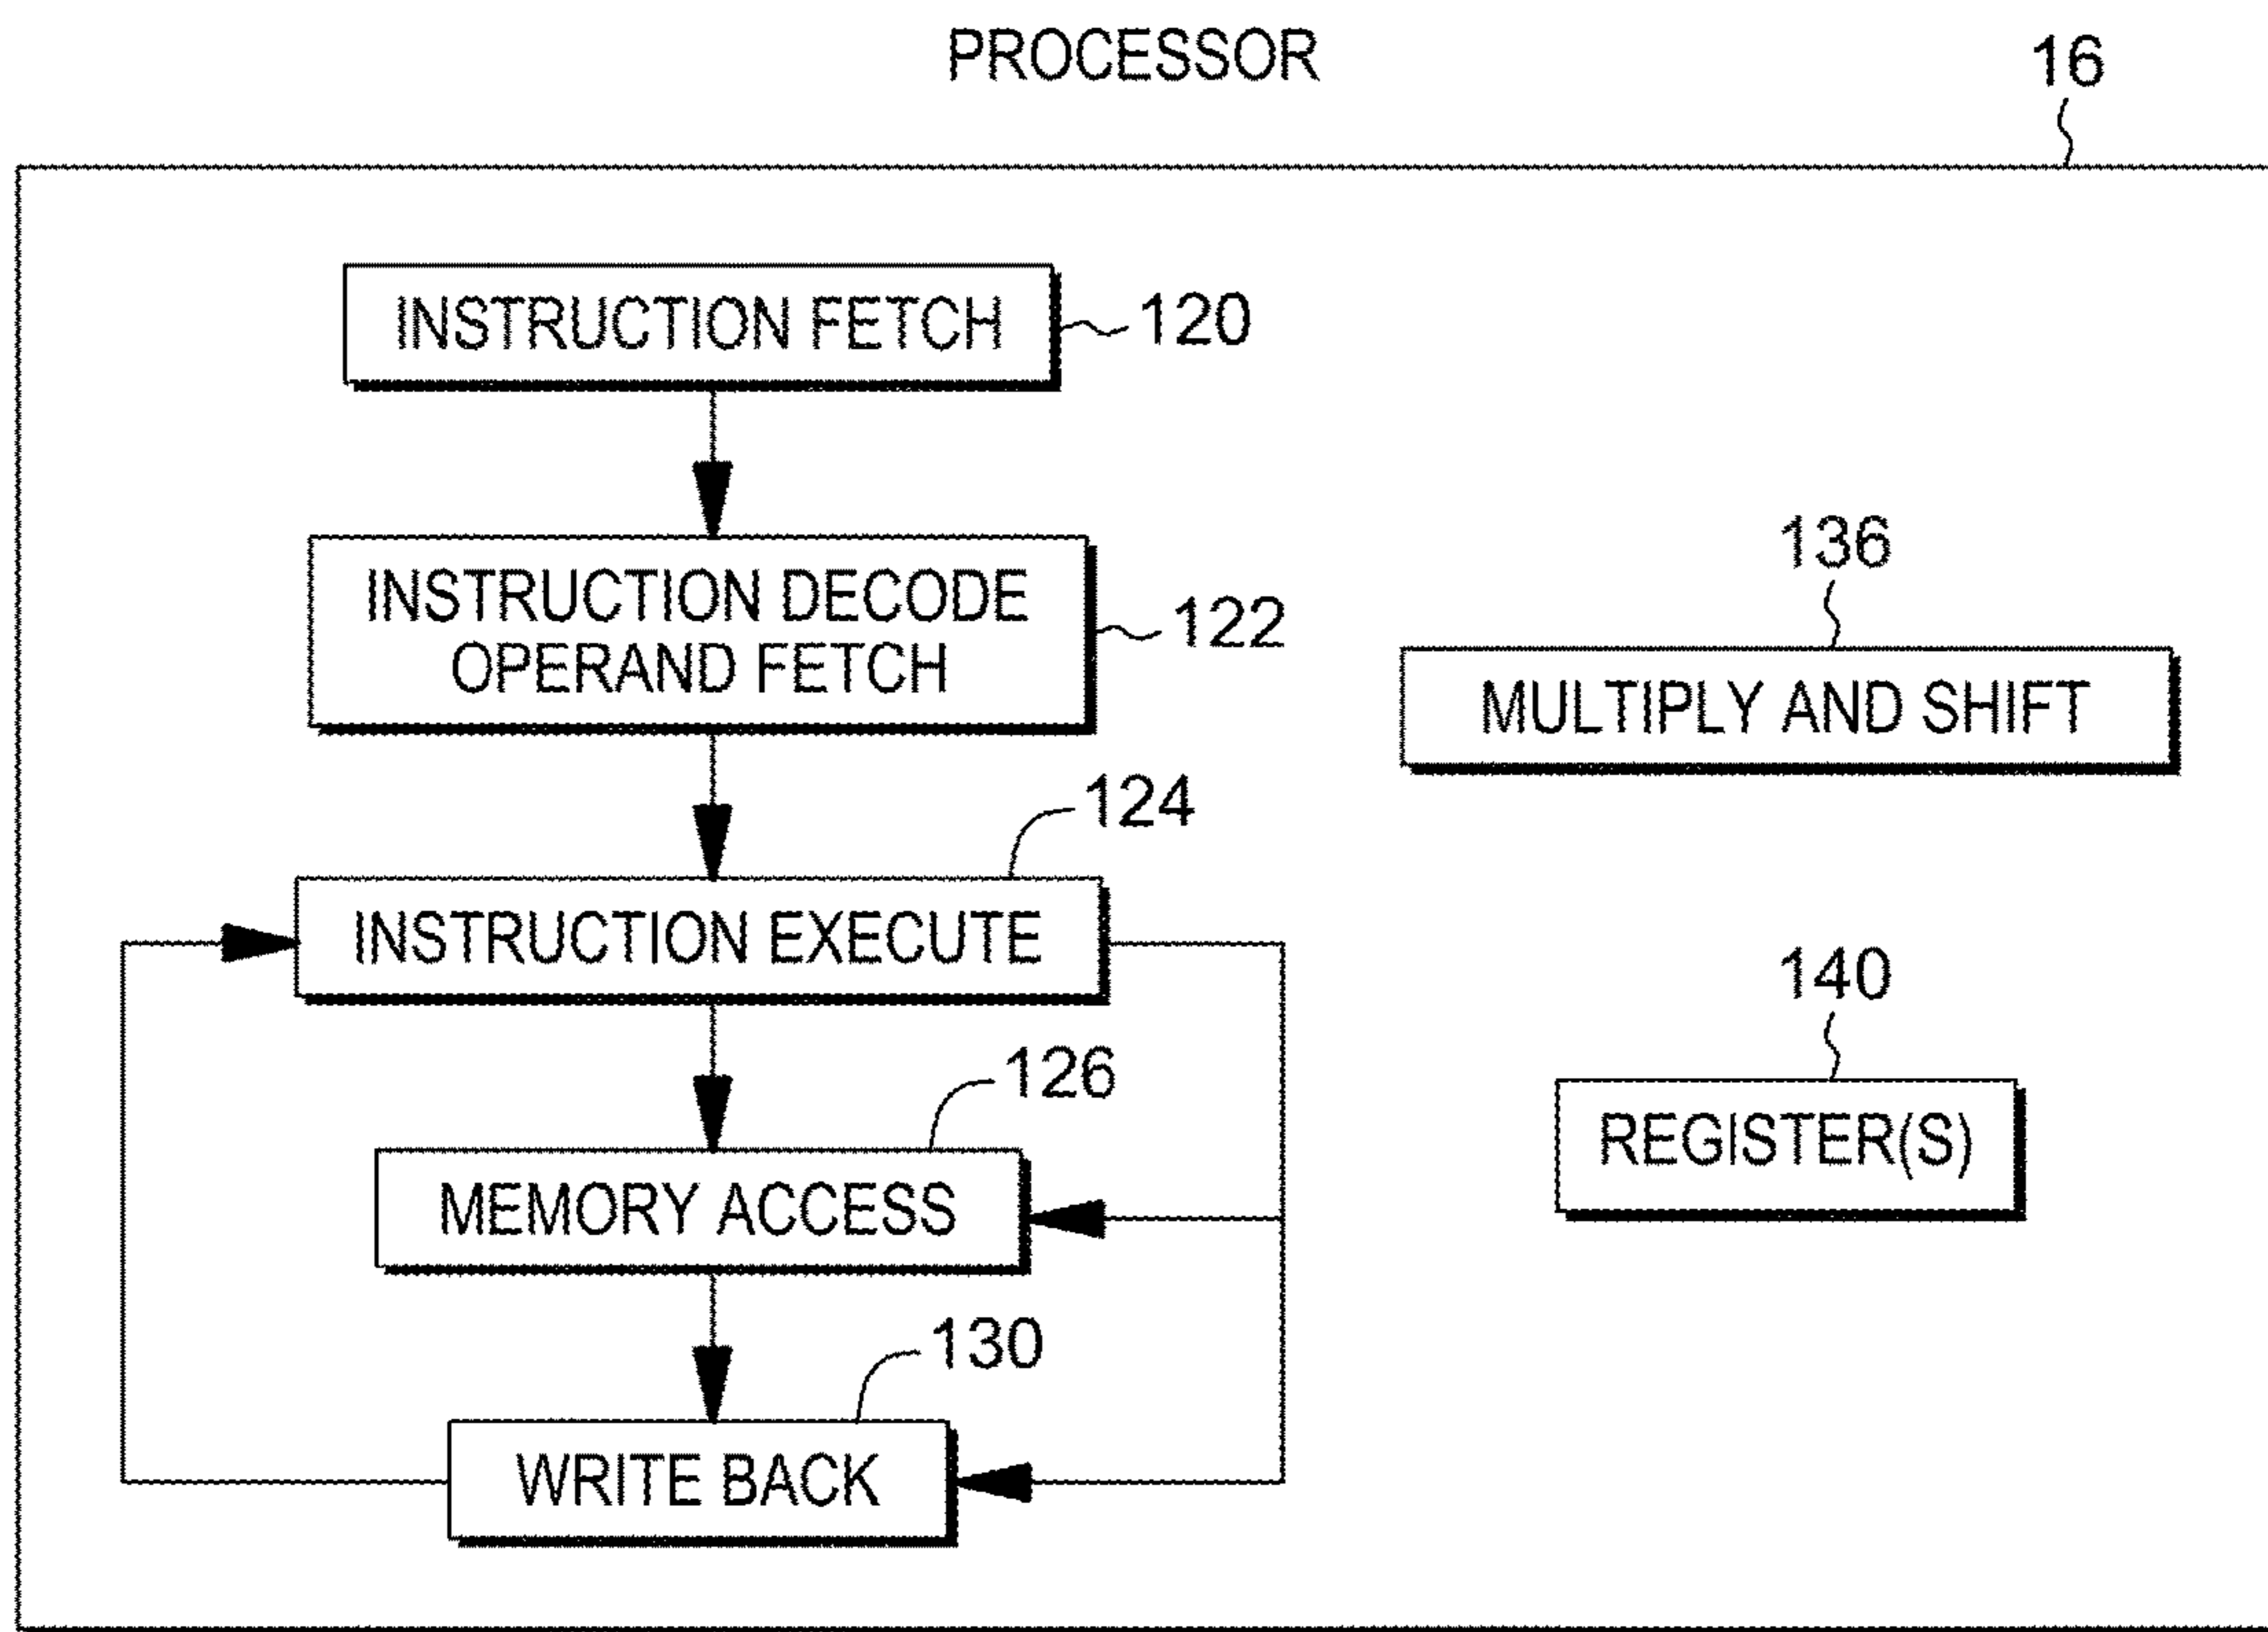 PROCESSOR
16
INSTRUCTION FETCH
120
INSTRUCTION DECODE
OPERAND FETCH
122
136
MULTIPLY AND SHIFT
124
INSTRUCTION EXECUTE
140
REGISTER(S)
126
MEMORY ACCESS
130
WRITE BACK